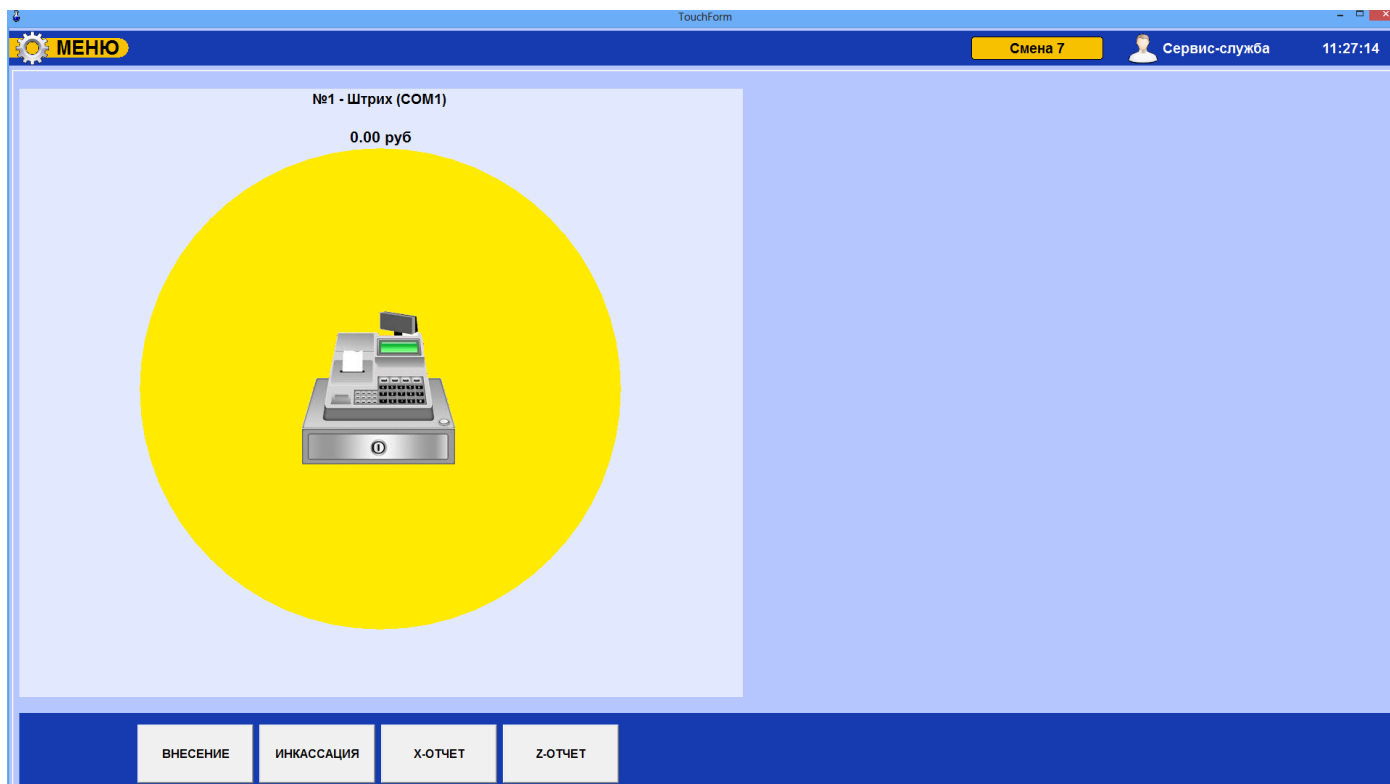 TouchForm
МЕНЮ
Смена 7
Сервис-служба
11:27:14
№1 - Штрих (COM1)
0.00 руб
ВНЕСЕНИЕ
ИНКАССАЦИЯ
X-ОТЧЕТ
Z-ОТЧЕТ